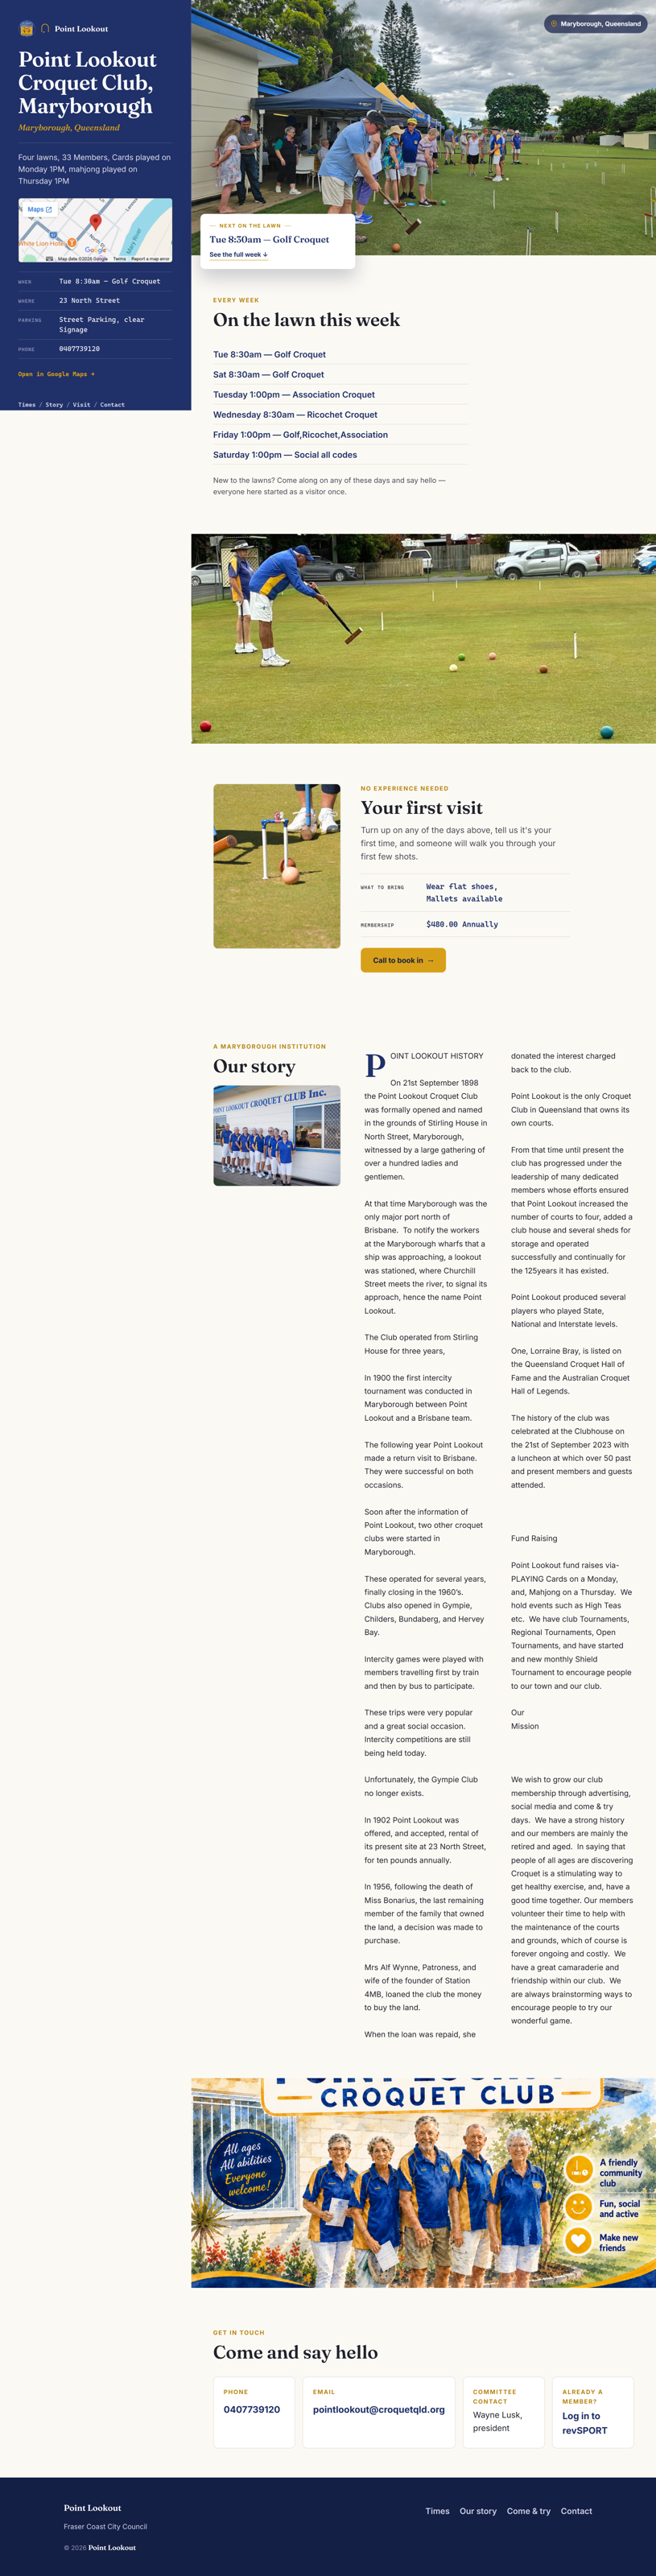 Point Lookout
Point Lookout
Croquet Club,
Maryborough
Maryborough, Queensland
Four lawns, 33 Members, Cards played on
Monday 1PM, mahjong played on
Thursday 1PM
Maps
White Lion Hotel
North St
Mary River
Google
Map data ©2026 Google
Terms
Report a map error
WHEN
Tue 8:30am — Golf Croquet
WHERE
23 North Street
PARKING
Street Parking, clear
Signage
PHONE
0407739120
Open in Google Maps →
Times / Story / Visit / Contact
Maryborough, Queensland
NEXT ON THE LAWN
Tue 8:30am — Golf Croquet
See the full week ↓
EVERY WEEK
On the lawn this week
Tue 8:30am — Golf Croquet
Sat 8:30am — Golf Croquet
Tuesday 1:00pm — Association Croquet
Wednesday 8:30am — Ricochet Croquet
Friday 1:00pm — Golf,Ricochet,Association
Saturday 1:00pm — Social all codes
New to the lawns? Come along on any of these days and say hello —
everyone here started as a visitor once.
NO EXPERIENCE NEEDED
Your first visit
Turn up on any of the days above, tell us it's your
first time, and someone will walk you through your
first few shots.
WHAT TO BRING
Wear flat shoes,
Mallets available
MEMBERSHIP
$480.00 Annually
Call to book in →
A MARYBOROUGH INSTITUTION
Our story
POINT LOOKOUT CROQUET CLUB Inc.
POINT LOOKOUT HISTORY
On 21st September 1898
the Point Lookout Croquet Club
was formally opened and named
in the grounds of Stirling House in
North Street, Maryborough,
witnessed by a large gathering of
over a hundred ladies and
gentlemen.
At that time Maryborough was the
only major port north of
Brisbane.  To notify the workers
at the Maryborough wharfs that a
ship was approaching, a lookout
was stationed, where Churchill
Street meets the river, to signal its
approach, hence the name Point
Lookout.
The Club operated from Stirling
House for three years,
In 1900 the first intercity
tournament was conducted in
Maryborough between Point
Lookout and a Brisbane team.
The following year Point Lookout
made a return visit to Brisbane.
They were successful on both
occasions.
Soon after the information of
Point Lookout, two other croquet
clubs were started in
Maryborough.
These operated for several years,
finally closing in the 1960's.
Clubs also opened in Gympie,
Childers, Bundaberg, and Hervey
Bay.
Intercity games were played with
members travelling first by train
and then by bus to participate.
These trips were very popular
and a great social occasion.
Intercity competitions are still
being held today.
Unfortunately, the Gympie Club
no longer exists.
In 1902 Point Lookout was
offered, and accepted, rental of
its present site at 23 North Street,
for ten pounds annually.
In 1956, following the death of
Miss Bonarius, the last remaining
member of the family that owned
the land, a decision was made to
purchase.
Mrs Alf Wynne, Patroness, and
wife of the founder of Station
4MB, loaned the club the money
to buy the land.
When the loan was repaid, she
donated the interest charged
back to the club.
Point Lookout is the only Croquet
Club in Queensland that owns its
own courts.
From that time until present the
club has progressed under the
leadership of many dedicated
members whose efforts ensured
that Point Lookout increased the
number of courts to four, added a
club house and several sheds for
storage and operated
successfully and continually for
the 125years it has existed.
Point Lookout produced several
players who played State,
National and Interstate levels.
One, Lorraine Bray, is listed on
the Queensland Croquet Hall of
Fame and the Australian Croquet
Hall of Legends.
The history of the club was
celebrated at the Clubhouse on
the 21st of September 2023 with
a luncheon at which over 50 past
and present members and guests
attended.
Fund Raising
Point Lookout fund raises via-
PLAYING Cards on a Monday,
and, Mahjong on a Thursday.  We
hold events such as High Teas
etc.  We have club Tournaments,
Regional Tournaments, Open
Tournaments, and have started
and new monthly Shield
Tournament to encourage people
to our town and our club.
Our
Mission
We wish to grow our club
membership through advertising,
social media and come & try
days.  We have a strong history
and our members are mainly the
retired and aged.  In saying that
people of all ages are discovering
Croquet is a stimulating way to
get healthy exercise, and, have a
good time together. Our members
volunteer their time to help with
the maintenance of the courts
and grounds, which of course is
forever ongoing and costly.  We
have a great camaraderie and
friendship within our club.  We
are always brainstorming ways to
encourage people to try our
wonderful game.
POINT LOOKOUT
CROQUET CLUB
All ages
All abilities
Everyone
welcome!
A friendly
community
club
Fun, social
and active
Make new
friends
GET IN TOUCH
Come and say hello
PHONE
0407739120
EMAIL
pointlookout@croquetqld.org
COMMITTEE
CONTACT
Wayne Lusk,
president
ALREADY A
MEMBER?
Log in to
revSPORT
Point Lookout
Fraser Coast City Council
© 2026 Point Lookout
Times
Our story
Come & try
Contact